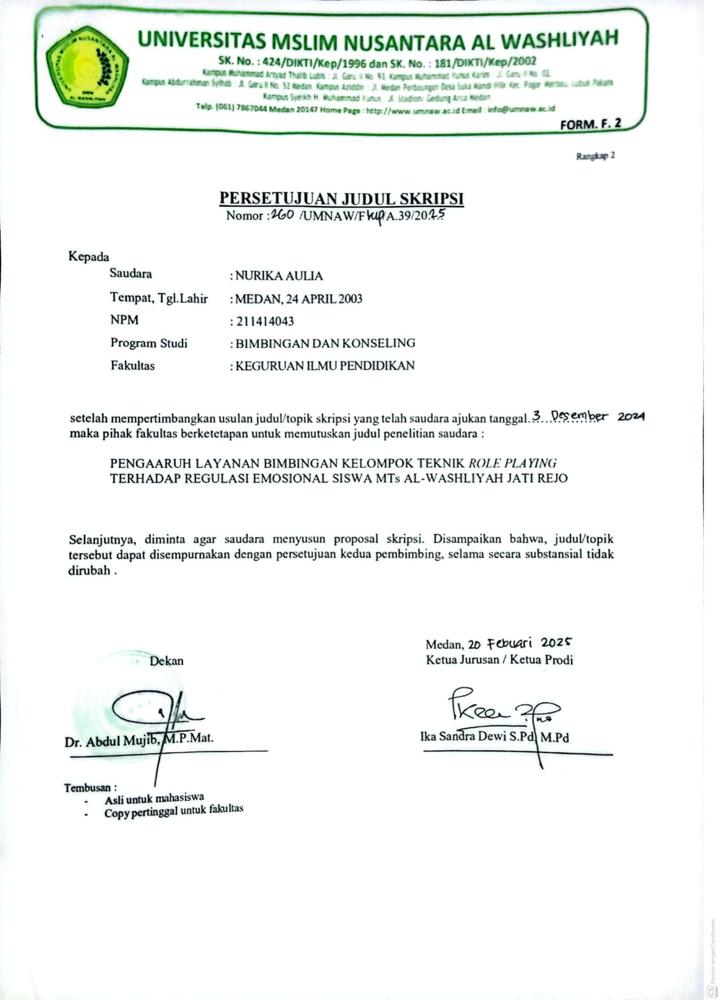 UNIVERSITAS MSLIM NUSANTARA AL WASHLIYAH
SK. No. : 424/DIKTI/Kep/1996 dan SK. No. : 181/DIKTI/Kep/2002
Kampus Muhammad Arsyad Thalib Lubis : Jl. Garu II No. 93, Kampus Muhammad Yunus Karim : Jl. Garu II No. 02,
Kampus Abdurrahman Syihab : Jl. Garu II No. 52 Medan, Kampus Aziddin : Jl. Medan Perbaungan Desa Suka Mandi Hilir Kec. Pagar Merbau, Lubuk Pakam
Kampus Syeikh H. Muhammad Yunus . Jl. Stadion/ Gedung Arca Medan
Telp. (061) 7867044 Medan 20147 Home Page : http://www.umnaw.ac.id Email : info@umnaw.ac.id
FORM. F. 2
Rangkap 2
PERSETUJUAN JUDUL SKRIPSI
Nomor : 260 /UMNAW/Fkip/A.39/2025
Kepada
Saudara : NURIKA AULIA
Tempat, Tgl.Lahir : MEDAN, 24 APRIL 2003
NPM : 211414043
Program Studi : BIMBINGAN DAN KONSELING
Fakultas : KEGURUAN ILMU PENDIDIKAN
setelah mempertimbangkan usulan judul/topik skripsi yang telah saudara ajukan tanggal. 3 Desember 2024
maka pihak fakultas berketetapan untuk memutuskan judul penelitian saudara :
PENGAARUH LAYANAN BIMBINGAN KELOMPOK TEKNIK ROLE PLAYING
TERHADAP REGULASI EMOSIONAL SISWA MTs AL-WASHLIYAH JATI REJO
Selanjutnya, diminta agar saudara menyusun proposal skripsi. Disampaikan bahwa, judul/topik
tersebut dapat disempurnakan dengan persetujuan kedua pembimbing, selama secara substansial tidak
dirubah .
Medan, 20 Febuari 2025
Dekan
Ketua Jurusan / Ketua Prodi
Dr. Abdul Mujib, M.P.Mat.
Ika Sandra Dewi S.Pd, M.Pd
Tembusan :
- Asli untuk mahasiswa
- Copy pertinggal untuk fakultas
CS Dipindai dengan CamScanner